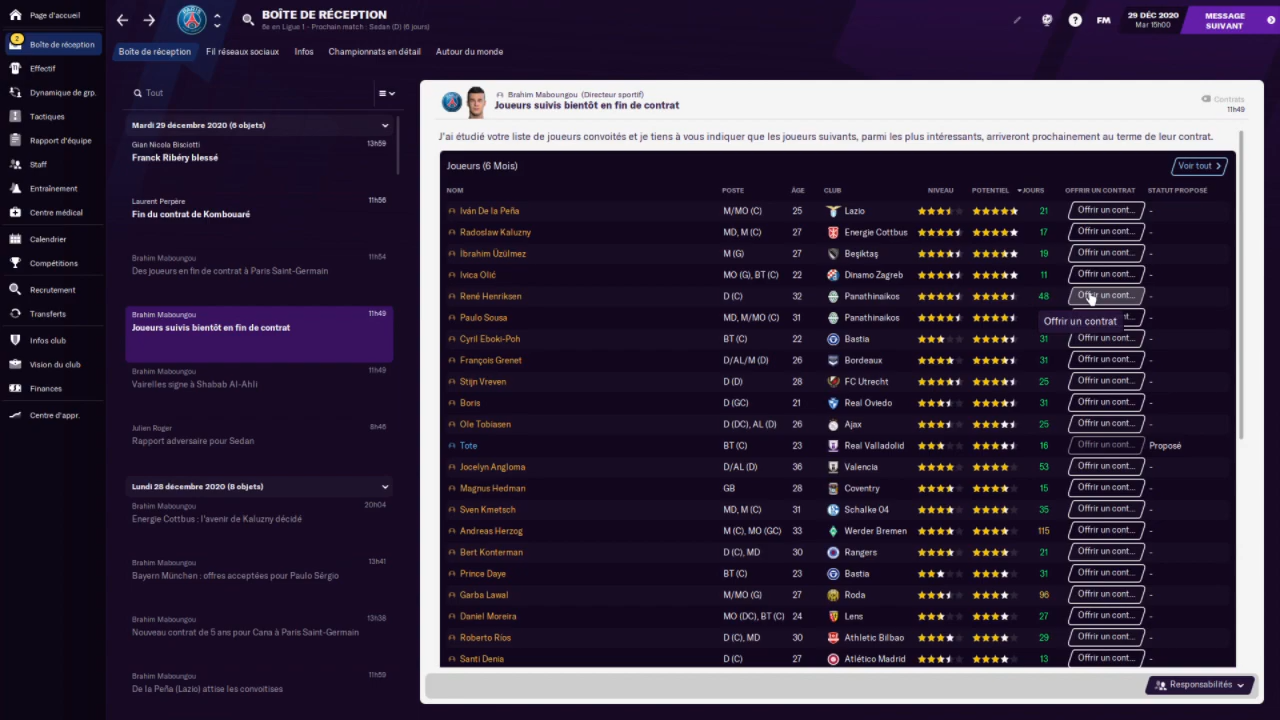 Page d'accueil
2
Boîte de réception
Effectif
Dynamique de grp.
Tactiques
Rapport d'équipe
Staff
Entraînement
Centre médical
Calendrier
Compétitions
Recrutement
Transferts
Infos club
Vision du club
Finances
Centre d'appr.
BOÎTE DE RÉCEPTION
6e en Ligue 1 - Prochain match : Sedan (D) (6 jours)
?
FM
29 DÉC 2020
Mar 15h00
MESSAGE SUIVANT
Boîte de réception Fil réseaux sociaux Infos Championnats en détail Autour du monde
Tout
Mardi 29 décembre 2020 (6 objets)
Gian Nicola Bisciotti 13h59
Franck Ribéry blessé
Laurent Perpère 11h56
Fin du contrat de Kombouaré
Brahim Maboungou 11h54
Des joueurs en fin de contrat à Paris Saint-Germain
Brahim Maboungou 11h49
Joueurs suivis bientôt en fin de contrat
Brahim Maboungou 11h49
Vairelles signe à Shabab Al-Ahli
Julien Roger 8h46
Rapport adversaire pour Sedan
Lundi 28 décembre 2020 (8 objets)
Brahim Maboungou 20h04
Energie Cottbus : l'avenir de Kaluzny décidé
Brahim Maboungou 13h41
Bayern München : offres acceptées pour Paulo Sérgio
Brahim Maboungou 13h38
Nouveau contrat de 5 ans pour Cana à Paris Saint-Germain
Brahim Maboungou 11h59
De la Peña (Lazio) attise les convoitises
Brahim Maboungou (Directeur sportif)
Joueurs suivis bientôt en fin de contrat
Contrats
11h49
J'ai étudié votre liste de joueurs convoités et je tiens à vous indiquer que les joueurs suivants, parmi les plus intéressants, arriveront prochainement au terme de leur contrat.
Joueurs (6 Mois) Voir tout
NOM POSTE ÂGE CLUB NIVEAU POTENTIEL JOURS OFFRIR UN CONTRAT STATUT PROPOSÉ
Iván De la Peña M/MO (C) 25 Lazio 21 Offrir un cont... -
Radoslaw Kaluzny MD, M (C) 27 Energie Cottbus 17 Offrir un cont... -
İbrahim Üzülmez M (G) 27 Beşiktaş 19 Offrir un cont... -
Ivica Olić MO (G), BT (C) 22 Dinamo Zagreb 11 Offrir un cont... -
René Henriksen D (C) 32 Panathinaikos 48 Offrir un cont... -
Paulo Sousa MD, M/MO (C) 31 Panathinaikos 31 -
Offrir un contrat
Cyril Eboki-Poh BT (C) 22 Bastia 31 Offrir un cont... -
François Grenet D/AL/M (D) 26 Bordeaux 31 Offrir un cont... -
Stijn Vreven D (D) 28 FC Utrecht 25 Offrir un cont... -
Boris D (GC) 21 Real Oviedo 31 Offrir un cont... -
Ole Tobiasen D (DC), AL (D) 26 Ajax 25 Offrir un cont... -
Tote BT (C) 23 Real Valladolid 16 Offrir un cont... Proposé
Jocelyn Angloma D/AL (D) 36 Valencia 53 Offrir un cont... -
Magnus Hedman GB 28 Coventry 15 Offrir un cont... -
Sven Kmetsch MD, M (C) 31 Schalke 04 35 Offrir un cont... -
Andreas Herzog M (C), MO (GC) 33 Werder Bremen 115 Offrir un cont... -
Bert Konterman D (C), MD 30 Rangers 21 Offrir un cont... -
Prince Daye BT (C) 23 Bastia 31 Offrir un cont... -
Garba Lawal M/MO (G) 27 Roda 96 Offrir un cont... -
Daniel Moreira MO (DC), BT (C) 24 Lens 27 Offrir un cont... -
Roberto Ríos D (C), MD 30 Athletic Bilbao 29 Offrir un cont... -
Santi Denia D (C) 27 Atlético Madrid 13 Offrir un cont... -
Responsabilités